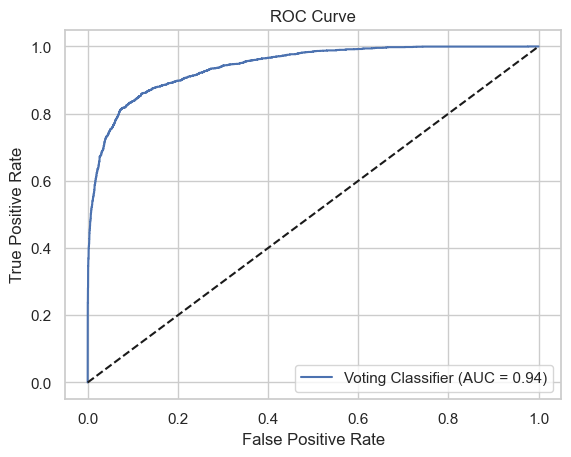 ROC Curve
1.0
0.8
0.6
0.4
0.2
0.0
True Positive Rate
Voting Classifier (AUC = 0.94)
0.0 0.2 0.4 0.6 0.8 1.0
False Positive Rate